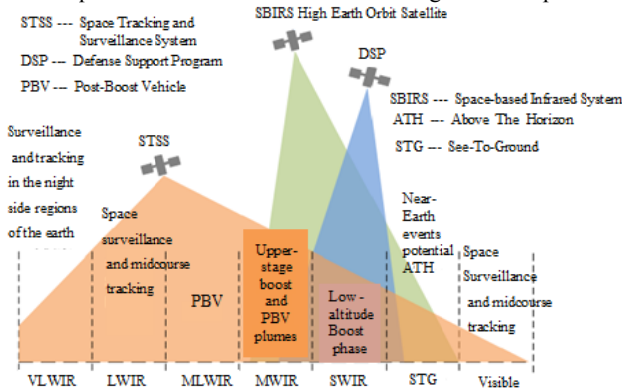 STSS --- Space Tracking and
Surveillance System
DSP --- Defense Support Program
PBV --- Post-Boost Vehicle
SBIRS High Earth Orbit Satellite
DSP
SBIRS --- Space-based Infrared System
ATH --- Above The Horizon
STG --- See-To-Ground
Surveillance
and tracking
in the night
side regions
of the earth
STSS
Space
surveillance
and midcourse
tracking
PBV
Upper-
stage
boost
and
PBV
plumes
Low -
altitude
Boost
phase
Near-
Earth
events
potential
ATH
Space
Surveillance
and midcourse
tracking
VLWIR LWIR MLWIR MWIR SWIR STG Visible